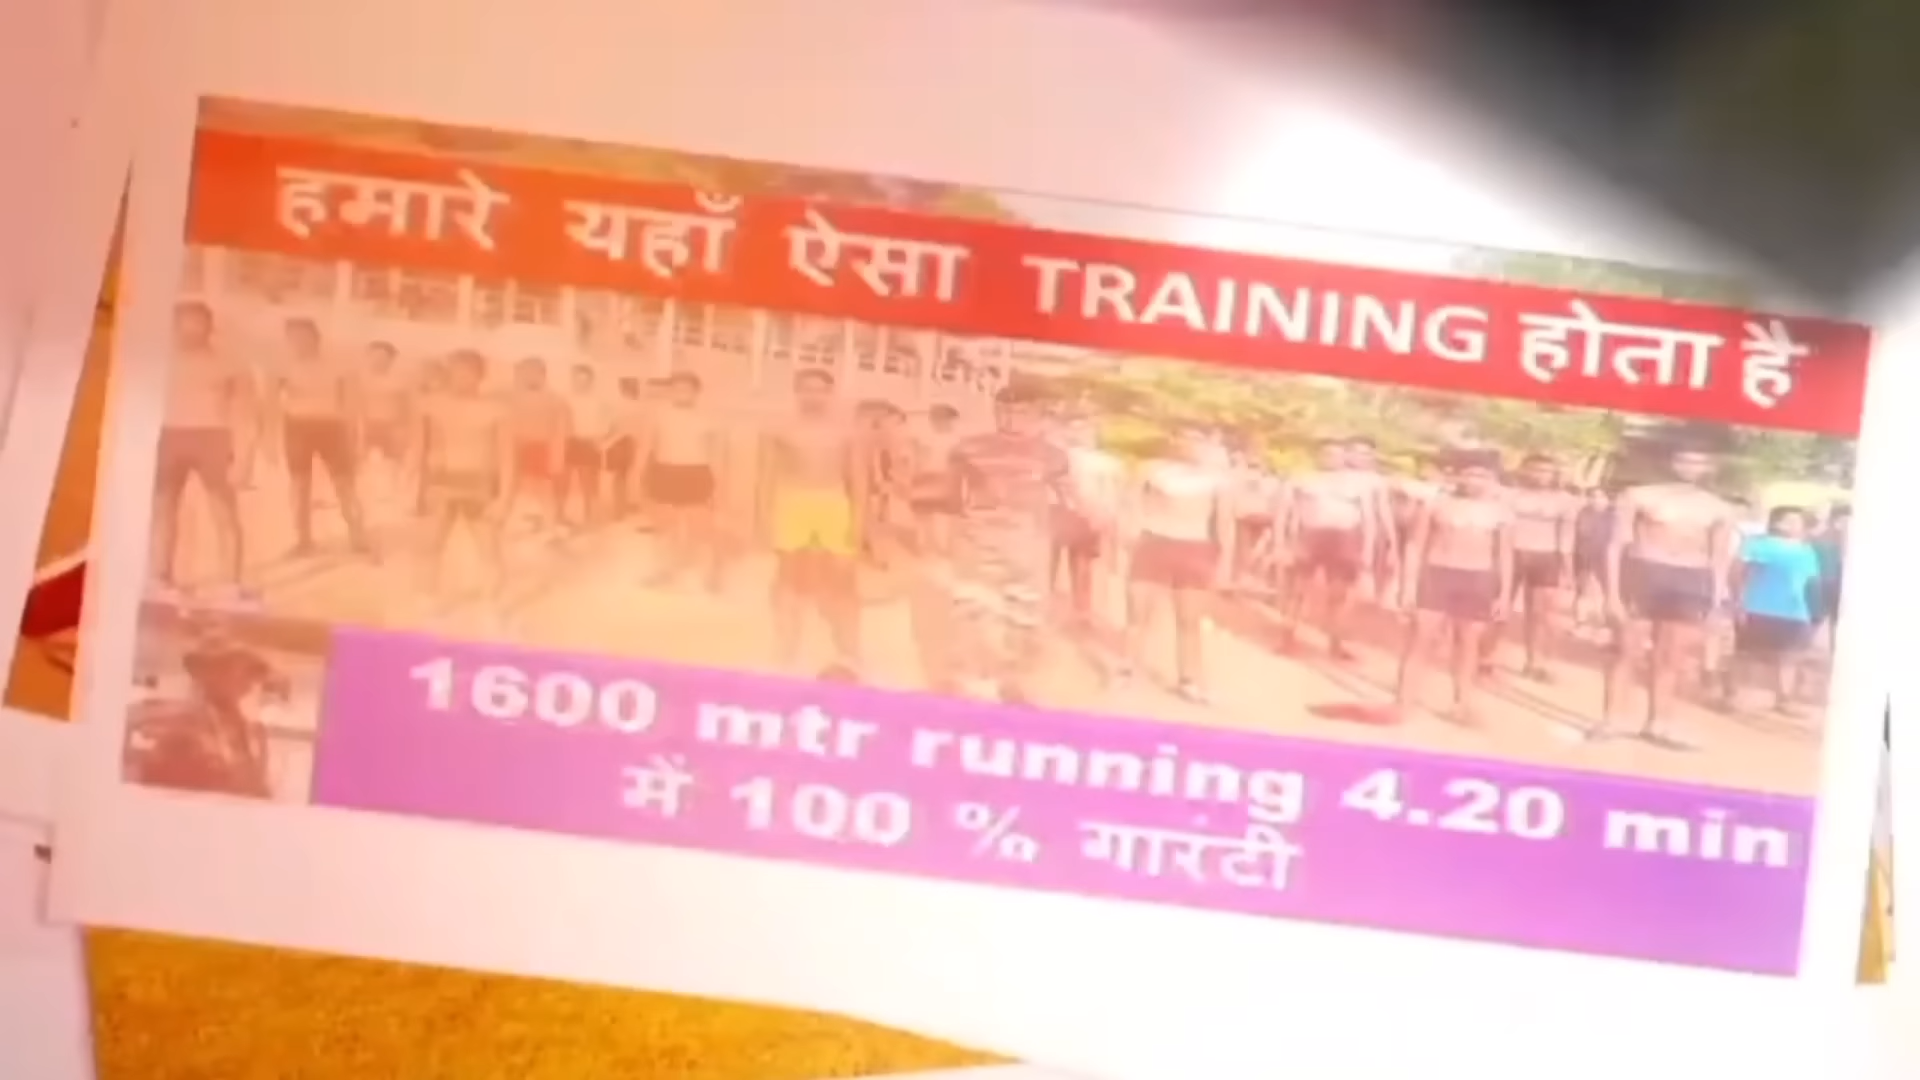 हमारे यहाँ ऐसा TRAINING होता है
1600 mtr running 4.20 min
में 100 % गारंटी